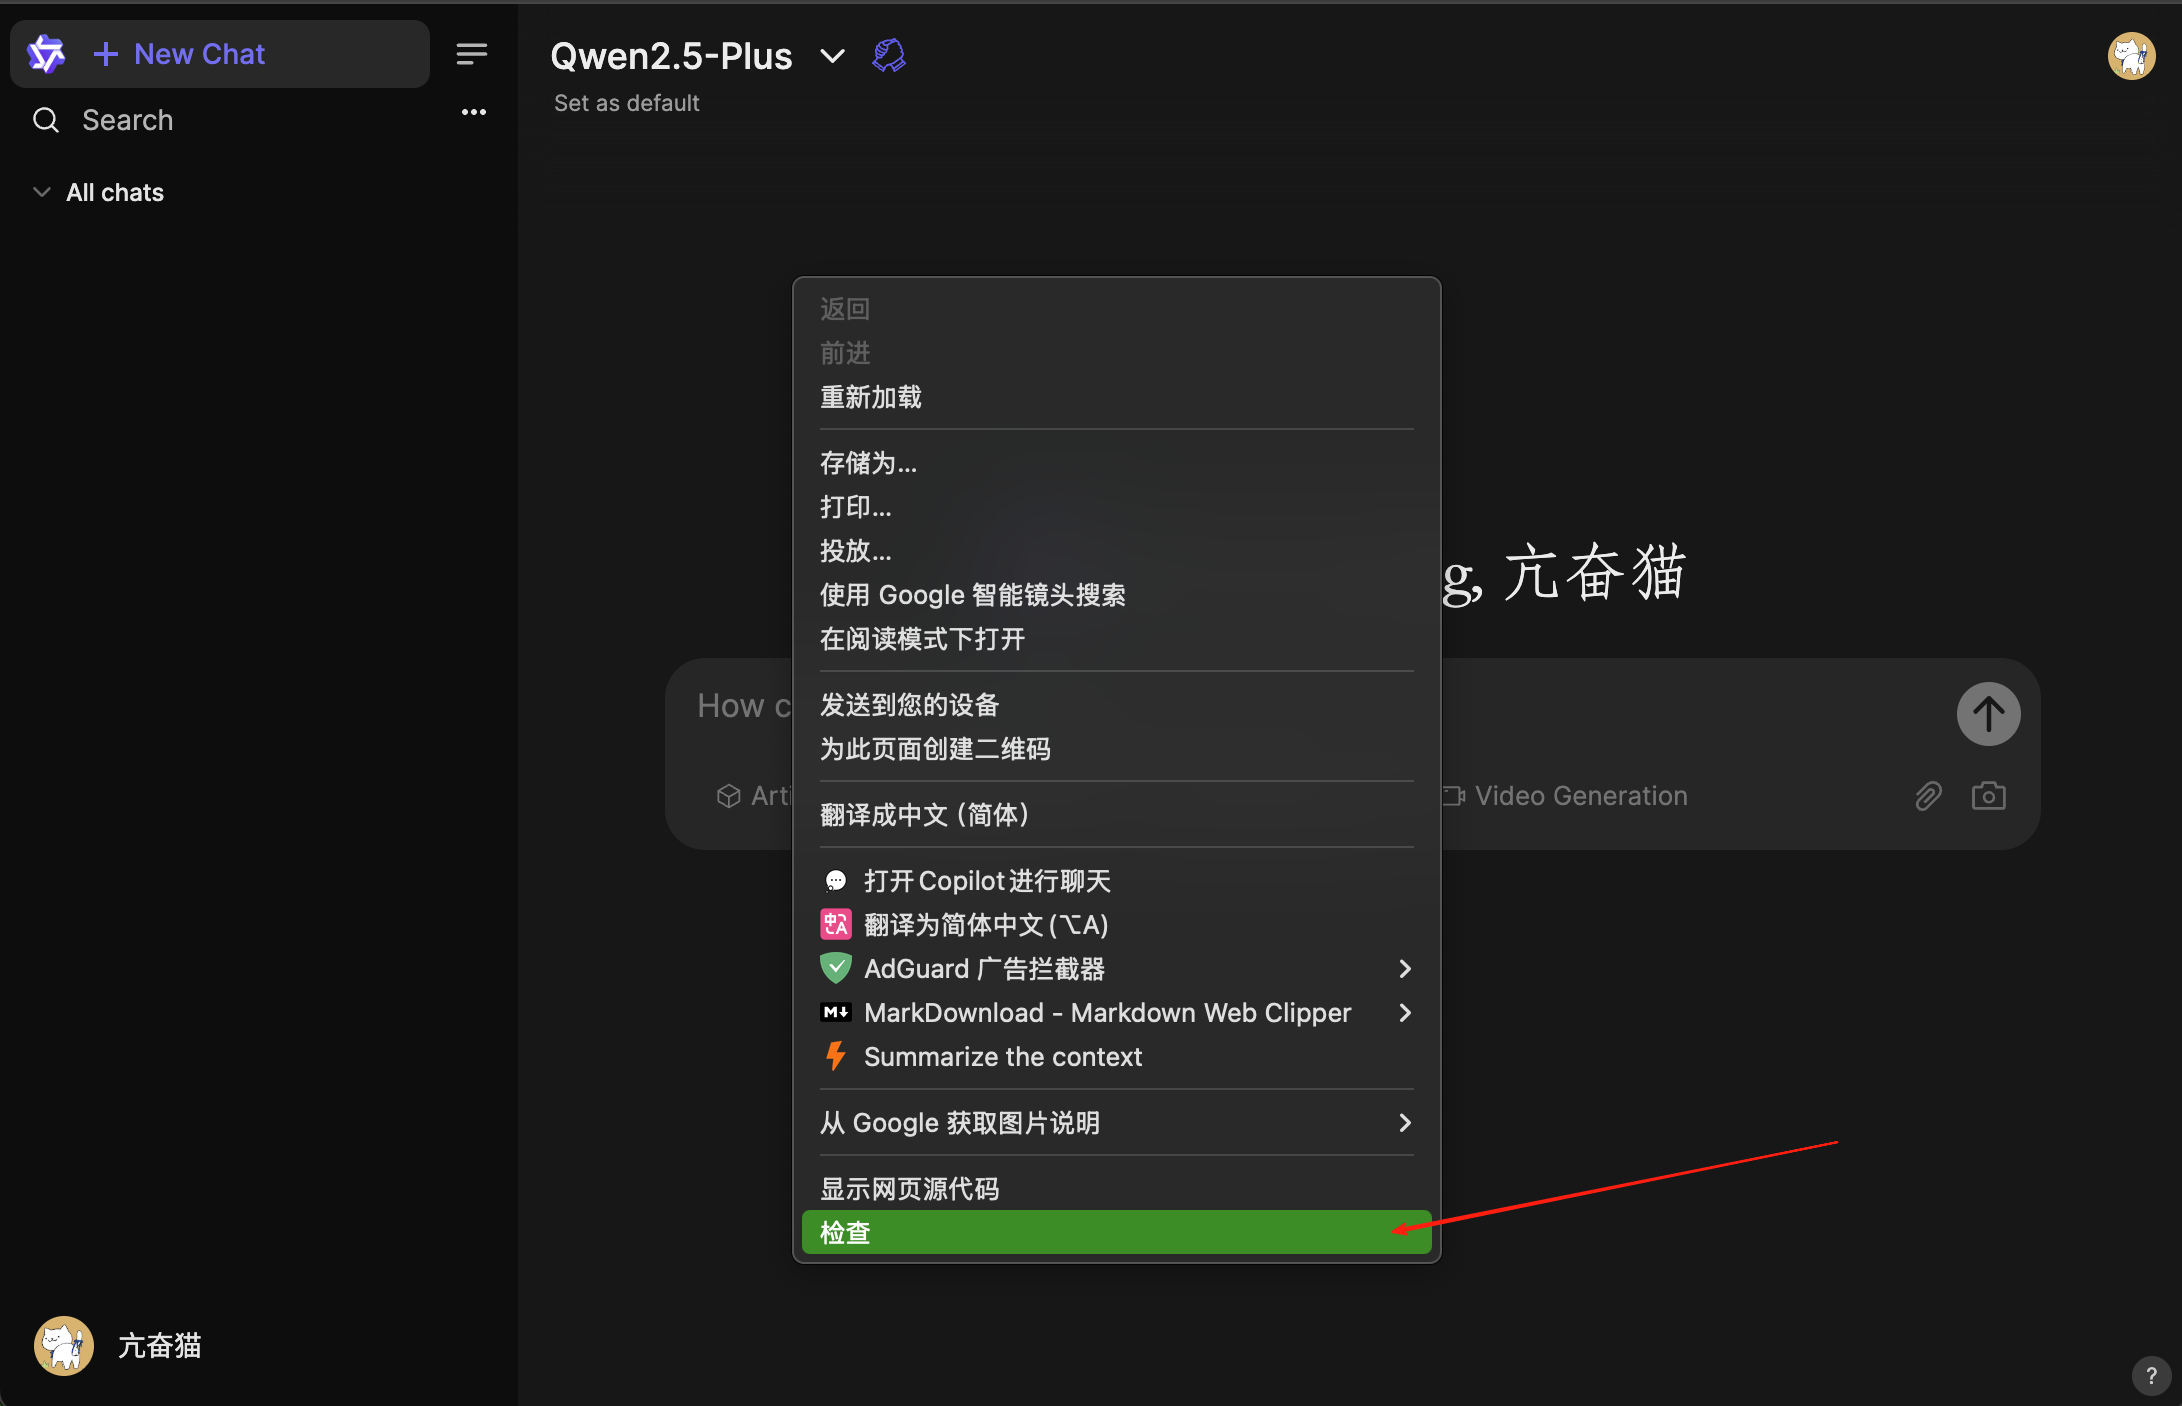 New Chat
Search
All chats
Qwen2.5-Plus
Set as default
返回
前进
重新加载
存储为...
打印...
投放...
使用 Google 智能镜头搜索
在阅读模式下打开
发送到您的设备
为此页面创建二维码
翻译成中文（简体）
打开Copilot进行聊天
翻译为简体中文(⌥A)
AdGuard 广告拦截器
MarkDownload - Markdown Web Clipper
Summarize the context
从 Google 获取图片说明
显示网页源代码
检查
g, 亢奋猫
How c
Arti
Video Generation
亢奋猫
?